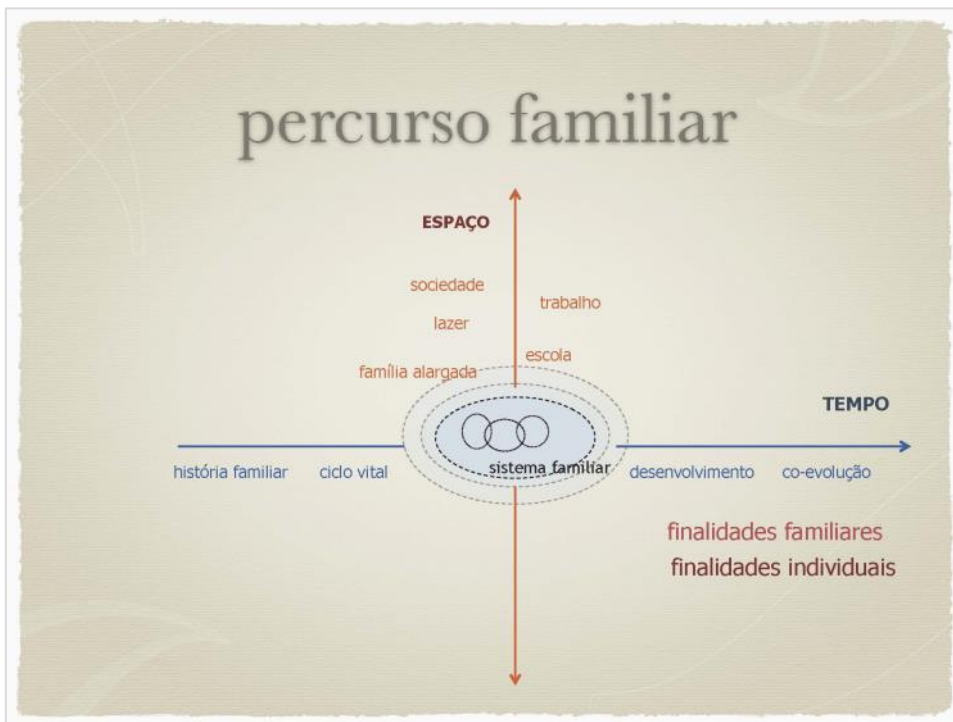 percurso familiar
ESPAÇO
sociedade
trabalho
lazer
escola
família alargada
TEMPO
história familiar
ciclo vital
sistema familiar
desenvolvimento
co-evolução
finalidades familiares
finalidades individuais